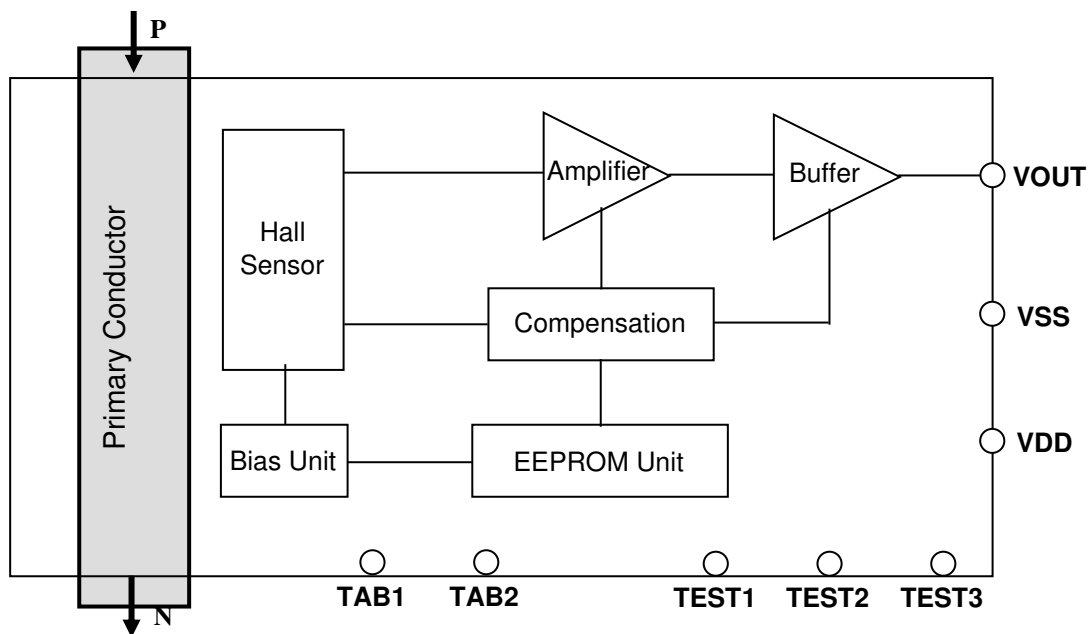 P
Primary Conductor
Hall
Sensor
Amplifier
Buffer
VOUT
Compensation
VSS
Bias Unit
EEPROM Unit
VDD
TAB1
TAB2
TEST1
TEST2
TEST3
N